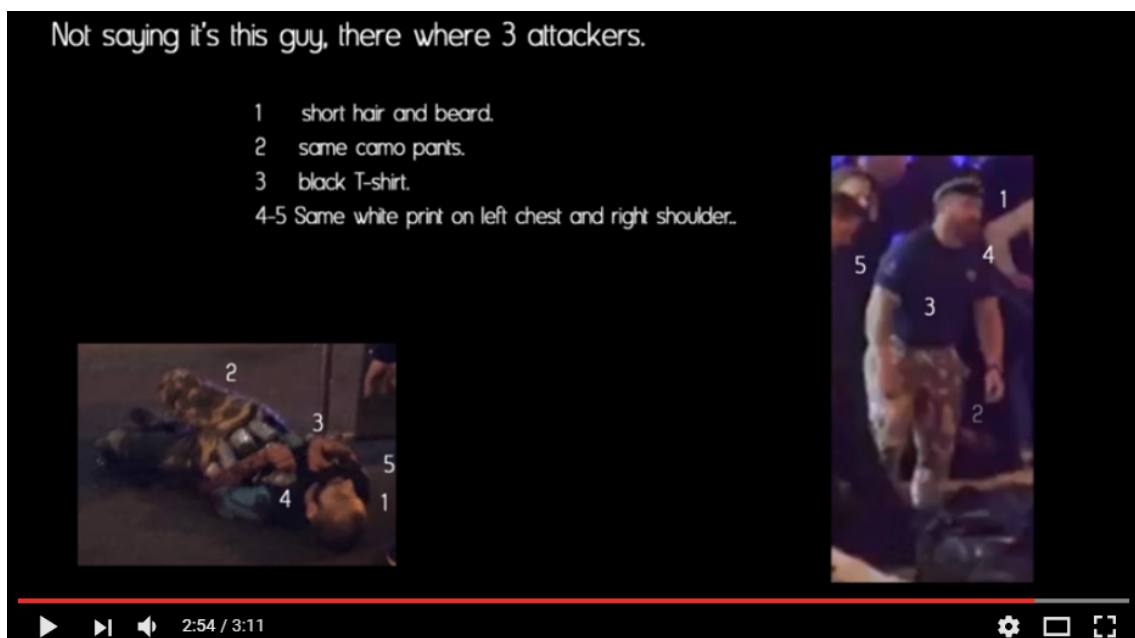 Not saying it's this guy, there where 3 attackers.
1 short hair and beard.
2 same camo pants.
3 black T-shirt.
4-5 Same white print on left chest and right shoulder..
1
4
5
3
2
2
3
5
4
1
2:54 / 3:11